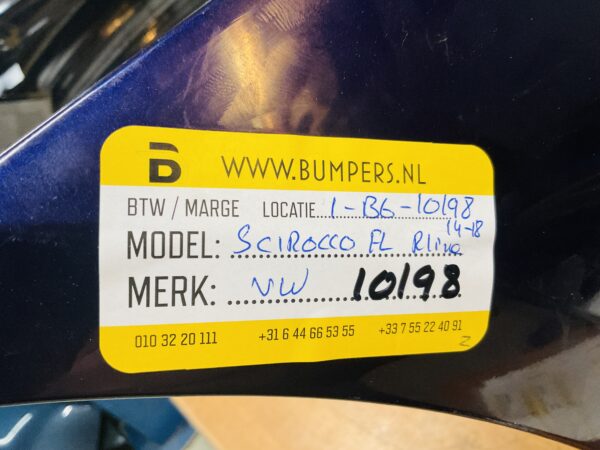 B WWW.BUMPERS.NL
BTW / MARGE LOCATIE 1-B6-10198
14-18
MODEL: SCIROCCO FL Rline
MERK: VW 10198
010 32 20 111 +31 6 44 66 53 55 +33 7 55 22 40 91
Z